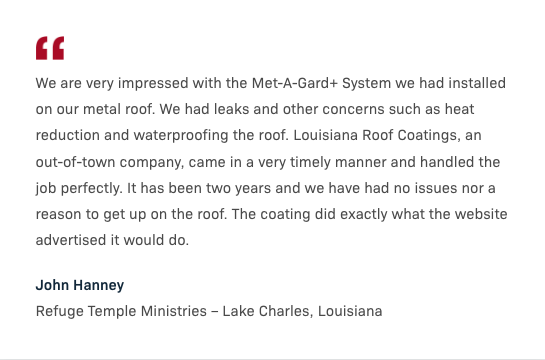 “
We are very impressed with the Met-A-Gard+ System we had installed
on our metal roof. We had leaks and other concerns such as heat
reduction and waterproofing the roof. Louisiana Roof Coatings, an
out-of-town company, came in a very timely manner and handled the
job perfectly. It has been two years and we have had no issues nor a
reason to get up on the roof. The coating did exactly what the website
advertised it would do.
John Hanney
Refuge Temple Ministries – Lake Charles, Louisiana